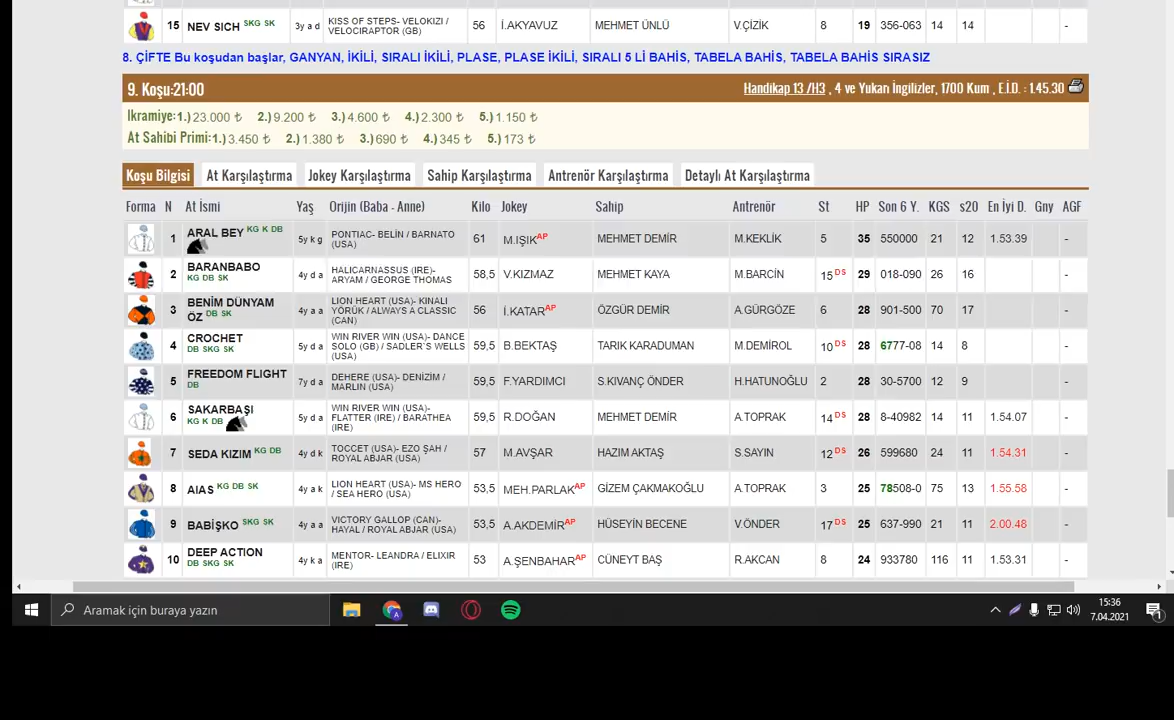 15 NEV SICH SKG SK 3y a d KISS OF STEPS- VELOKIZI / VELOCIRAPTOR (GB) 56 İ.AKYAVUZ MEHMET ÜNLÜ V.ÇİZİK 8 19 356-063 14 14 -
8. ÇİFTE Bu koşudan başlar, GANYAN, İKİLİ, SIRALI İKİLİ, PLASE, PLASE İKİLİ, SIRALI 5 Lİ BAHİS, TABELA BAHİS, TABELA BAHİS SIRASIZ
9. Koşu:21:00 Handikap 13 /H3 , 4 ve Yukarı İngilizler, 1700 Kum , E.İ.D. : 1.45.30
Ikramiye:1.) 23.000 ₺ 2.) 9.200 ₺ 3.) 4.600 ₺ 4.) 2.300 ₺ 5.) 1.150 ₺
At Sahibi Primi:1.) 3.450 ₺ 2.) 1.380 ₺ 3.) 690 ₺ 4.) 345 ₺ 5.) 173 ₺
Koşu Bilgisi At Karşılaştırma Jokey Karşılaştırma Sahip Karşılaştırma Antrenör Karşılaştırma Detaylı At Karşılaştırma
Forma N At İsmi Yaş Orijin (Baba - Anne) Kilo Jokey Sahip Antrenör St HP Son 6 Y. KGS s20 En İyi D. Gny AGF
1 ARAL BEY KG K DB 5y k g PONTIAC- BELİN / BARNATO (USA) 61 M.IŞIK AP MEHMET DEMİR M.KEKLİK 5 35 550000 21 12 1.53.39 -
2 BARANBABO KG DB SK 4y d a HALICARNASSUS (IRE)- ARYAM / GEORGE THOMAS 58,5 V.KIZMAZ MEHMET KAYA M.BARCİN 15 DS 29 018-090 26 16 -
3 BENİM DÜNYAM ÖZ DB SK 4y a a LION HEART (USA)- KINALI YÖRÜK / ALWAYS A CLASSIC (CAN) 56 İ.KATAR AP ÖZGÜR DEMİR A.GÜRGÖZE 6 28 901-500 70 17 -
4 CROCHET DB SKG SK 5y d a WIN RIVER WIN (USA)- DANCE SOLO (GB) / SADLER`S WELLS (USA) 59,5 B.BEKTAŞ TARIK KARADUMAN M.DEMİROL 10 DS 28 6777-08 14 8 -
5 FREEDOM FLIGHT DB 7y d a DEHERE (USA)- DENİZİM / MARLIN (USA) 59,5 F.YARDIMCI S.KIVANÇ ÖNDER H.HATUNOĞLU 2 28 30-5700 12 9 -
6 SAKARBAŞI KG K DB 5y d a WIN RIVER WIN (USA)- FLATTER (IRE) / BARATHEA (IRE) 59,5 R.DOĞAN MEHMET DEMİR A.TOPRAK 14 DS 28 8-40982 14 11 1.54.07 -
7 SEDA KIZIM KG DB 4y d k TOCCET (USA)- EZO ŞAH / ROYAL ABJAR (USA) 57 M.AVŞAR HAZIM AKTAŞ S.SAYIN 12 DS 26 599680 24 11 1.54.31 -
8 AIAS KG DB SK 4y a k LION HEART (USA)- MS HERO / SEA HERO (USA) 53,5 MEH.PARLAK AP GİZEM ÇAKMAKOĞLU A.TOPRAK 3 25 78508-0 75 13 1.55.58 -
9 BABİŞKO SKG SK 4y a a VICTORY GALLOP (CAN)- HAYAL / ROYAL ABJAR (USA) 53,5 A.AKDEMİR AP HÜSEYİN BECENE V.ÖNDER 17 DS 25 637-990 21 11 2.00.48 -
10 DEEP ACTION DB SKG SK 4y k a MENTOR- LEANDRA / ELIXIR (IRE) 53 A.ŞENBAHAR AP CÜNEYT BAŞ R.AKCAN 8 24 933780 116 11 1.53.31 -
Aramak için buraya yazın 15:36
7.04.2021 1